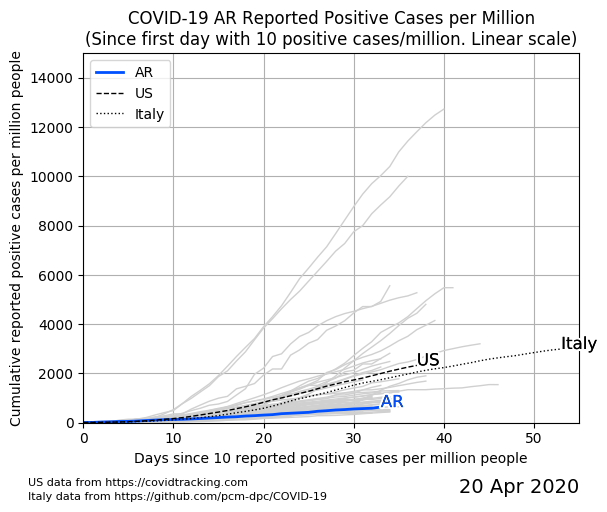 COVID-19 AR Reported Positive Cases per Million
(Since first day with 10 positive cases/million. Linear scale)
Cumulative reported positive cases per million people
14000
12000
10000
8000
6000
4000
2000
0
AR
US
Italy
Italy
US
AR
0 10 20 30 40 50
Days since 10 reported positive cases per million people
US data from https://covidtracking.com
Italy data from https://github.com/pcm-dpc/COVID-19
20 Apr 2020